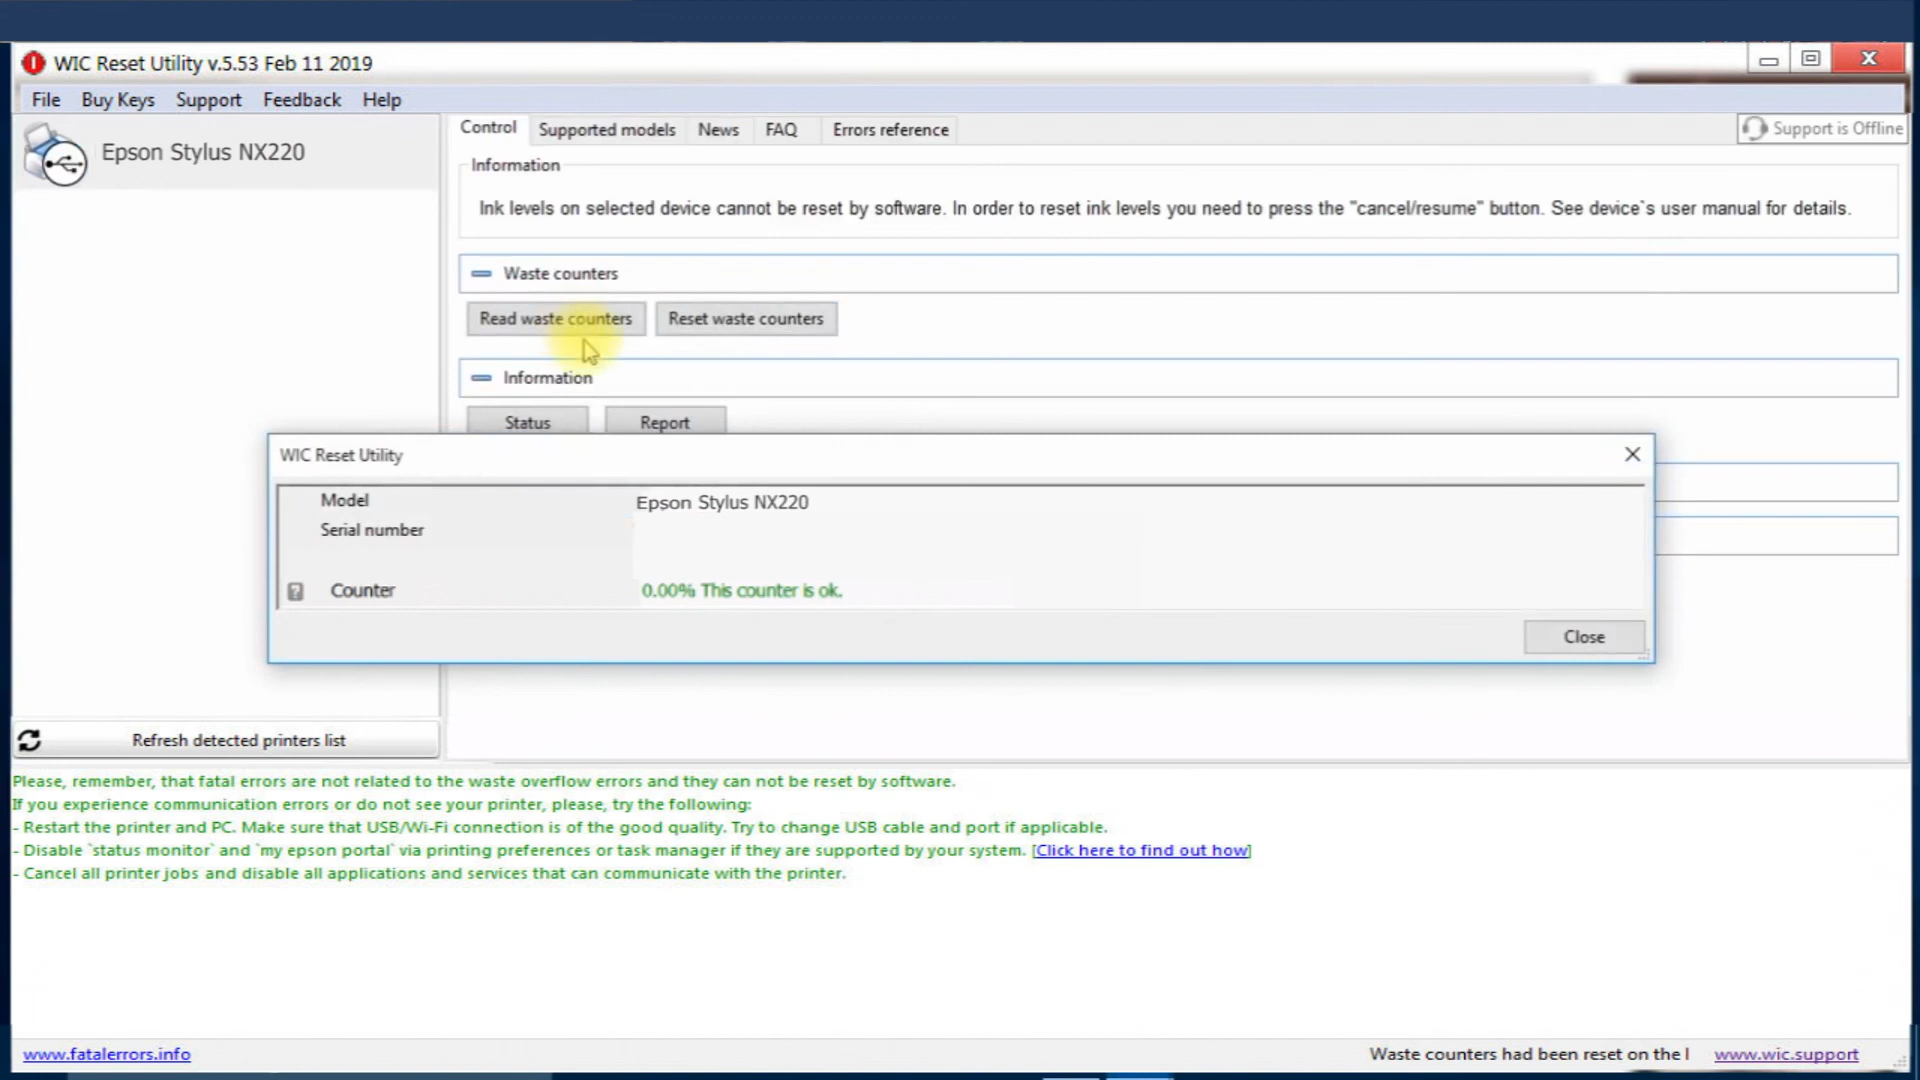 WIC Reset Utility v.5.53 Feb 11 2019
File Buy Keys Support Feedback Help
Epson Stylus NX220
Control Supported models News FAQ Errors reference
Support is Offline
Information
Ink levels on selected device cannot be reset by software. In order to reset ink levels you need to press the "cancel/resume" button. See device`s user manual for details.
Waste counters
Read waste counters Reset waste counters
Information
Status Report
WIC Reset Utility
Model Epson Stylus NX220
Serial number
? Counter 0.00% This counter is ok.
Close
Refresh detected printers list
Please, remember, that fatal errors are not related to the waste overflow errors and they can not be reset by software.
If you experience communication errors or do not see your printer, please, try the following:
- Restart the printer and PC. Make sure that USB/Wi-Fi connection is of the good quality. Try to change USB cable and port if applicable.
- Disable `status monitor` and `my epson portal` via printing preferences or task manager if they are supported by your system. [Click here to find out how]
- Cancel all printer jobs and disable all applications and services that can communicate with the printer.
www.fatalerrors.info Waste counters had been reset on the l www.wic.support